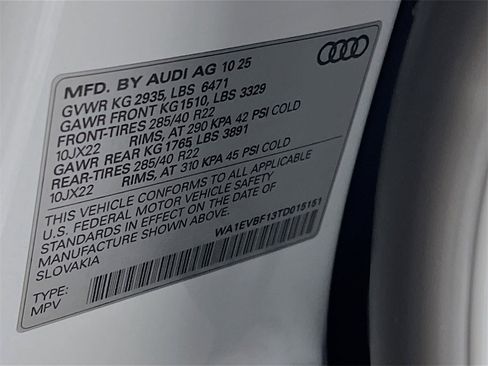 MFD. BY AUDI AG 10 25
GVWR KG 2935, LBS 6471
GAWR FRONT KG1510, LBS 3329
FRONT-TIRES 285/40 R22
10JX22 RIMS, AT 290 KPA 42 PSI COLD
GAWR REAR KG 1765 LBS 3891
REAR-TIRES 285/40 R22
10JX22 RIMS, AT 310 KPA 45 PSI COLD
THIS VEHICLE CONFORMS TO ALL APPLICABLE
U.S. FEDERAL MOTOR VEHICLE SAFETY
STANDARDS IN EFFECT ON THE DATE OF
MANUFACTURE SHOWN ABOVE.
SLOVAKIA
WA1EVBF13TD015151
TYPE:
MPV